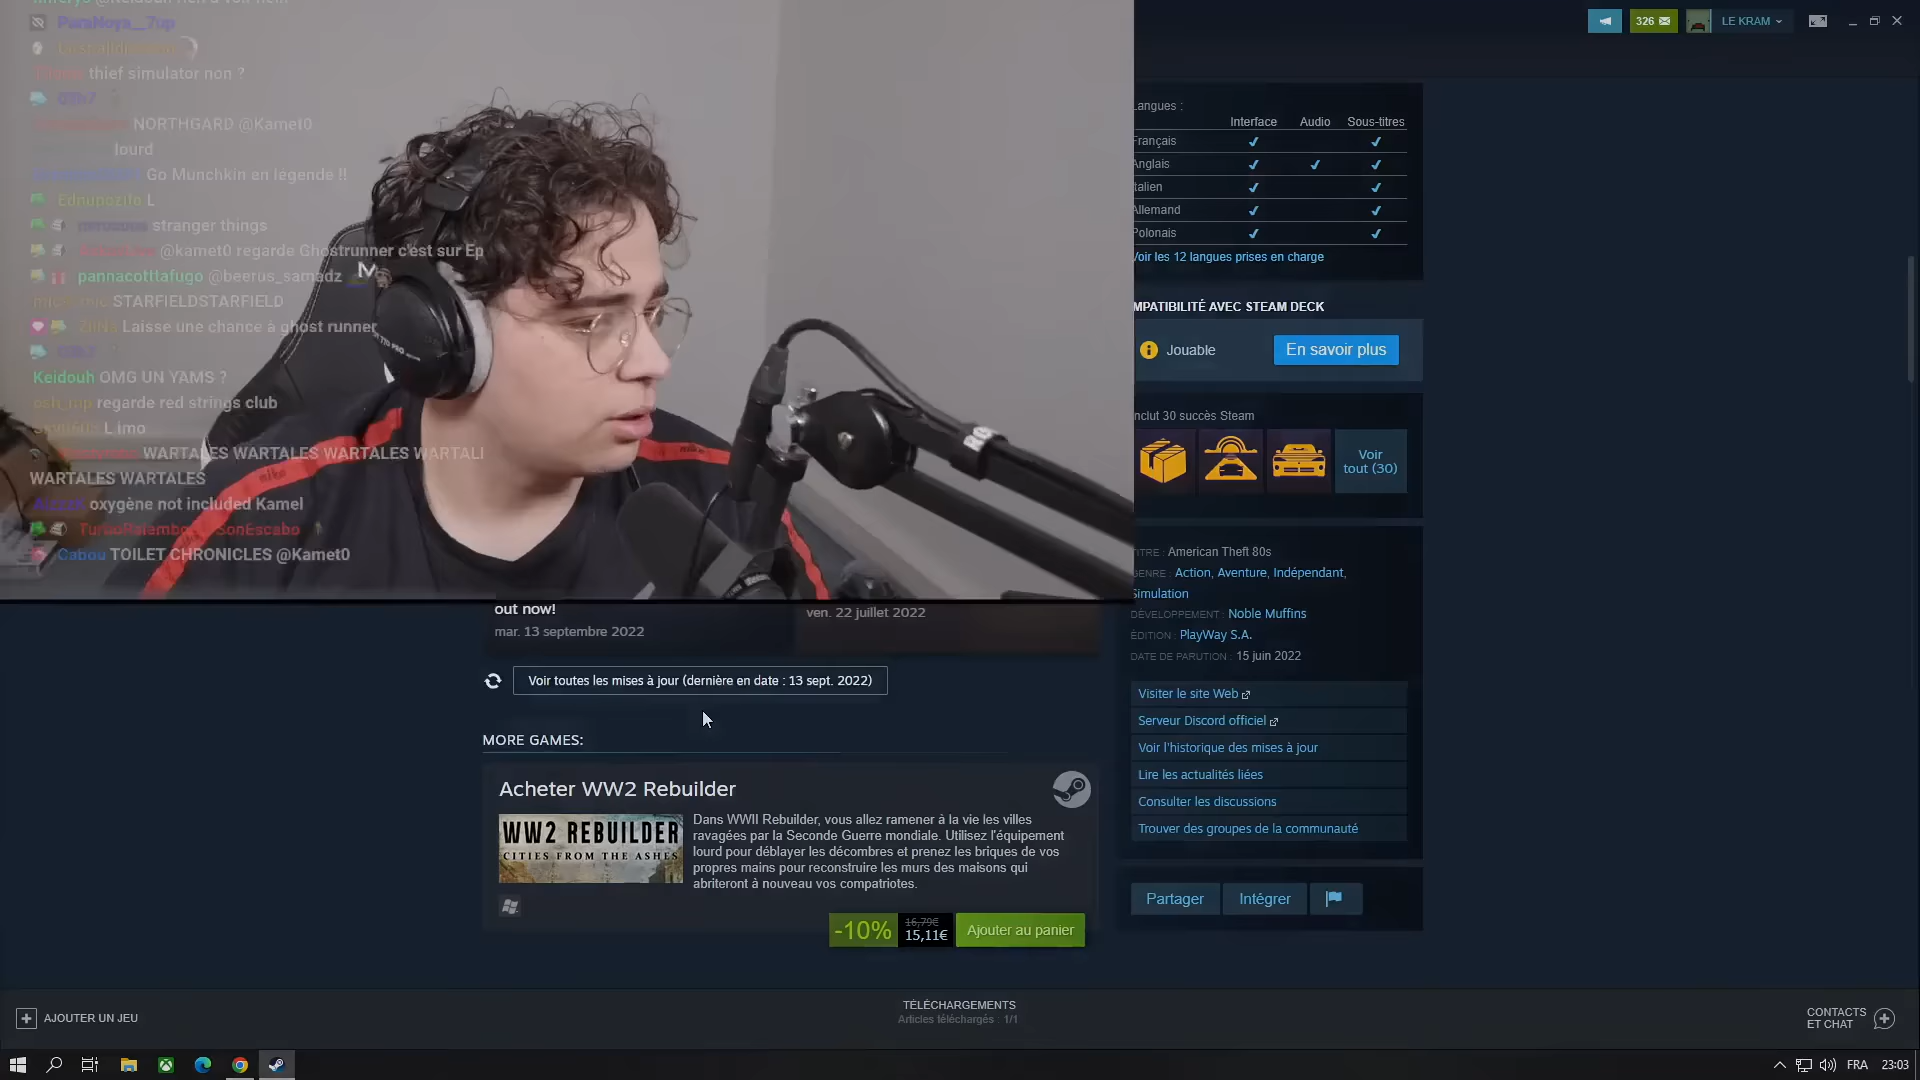 ParaNoya__7up
thief simulator non ?
NORTHGARD @Kamet0
lourd
Go Munchkin en légende !!
Ednupozito L
stranger things
@kamet0 regarde Ghostrunner c'est sur Ep
pannacotttafugo @beerus_samadz
STARFIELDSTARFIELD
Laisse une chance à ghost runner
Keidouh OMG UN YAMS ?
regarde red strings club
L imo
WARTALES WARTALES WARTALES WARTALI
WARTALES WARTALES
oxygène not included Kamel
SonEscabo
Cabou TOILET CHRONICLES @Kamet0
326
LE KRAM
Langues :
Interface Audio Sous-titres
Français
Anglais
Italien
Allemand
Polonais
Voir les 12 langues prises en charge
MPATIBILITÉ AVEC STEAM DECK
Jouable
En savoir plus
nclut 30 succès Steam
Voir
tout (30)
TITRE : American Theft 80s
GENRE : Action, Aventure, Indépendant,
Simulation
DÉVELOPPEMENT : Noble Muffins
ÉDITION : PlayWay S.A.
DATE DE PARUTION : 15 juin 2022
Visiter le site Web
Serveur Discord officiel
Voir l'historique des mises à jour
Lire les actualités liées
Consulter les discussions
Trouver des groupes de la communauté
Partager
Intégrer
out now!
mar. 13 septembre 2022
ven. 22 juillet 2022
Voir toutes les mises à jour (dernière en date : 13 sept. 2022)
MORE GAMES:
Acheter WW2 Rebuilder
WW2 REBUILDER
CITIES FROM THE ASHES
Dans WWII Rebuilder, vous allez ramener à la vie les villes
ravagées par la Seconde Guerre mondiale. Utilisez l'équipement
lourd pour déblayer les décombres et prenez les briques de vos
propres mains pour reconstruire les murs des maisons qui
abriteront à nouveau vos compatriotes.
-10%
16,79€
15,11€
Ajouter au panier
AJOUTER UN JEU
TÉLÉCHARGEMENTS
Articles téléchargés : 1/1
CONTACTS
ET CHAT
FRA
23:03